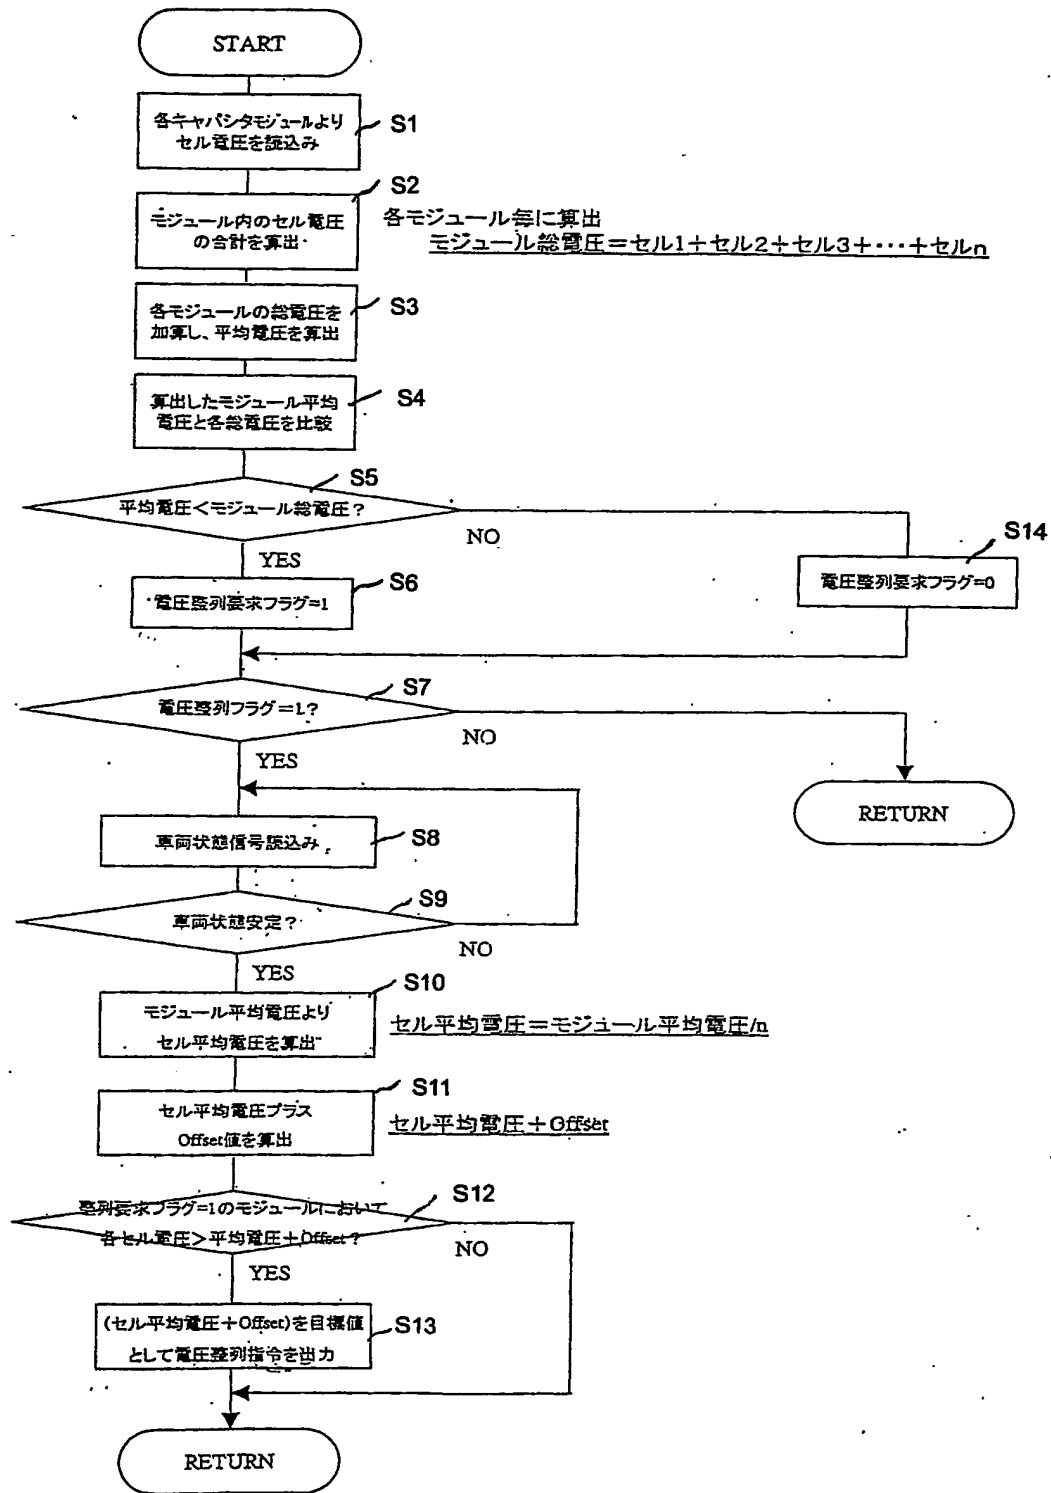 START
各キャパシタモジュールより
セル電圧を読込み
S1
S2
モジュール内のセル電圧
の合計を算出
各モジュール毎に算出
モジュール総電圧＝セル1＋セル2＋セル3＋…＋セルn
各モジュールの総電圧を
加算し、平均電圧を算出
S3
算出したモジュール平均
電圧と各総電圧を比較
S4
S5
平均電圧＜モジュール総電圧？
NO
YES
S14
電圧整列要求フラグ=0
S6
電圧整列要求フラグ=1
S7
電圧整列フラグ＝1？
NO
YES
RETURN
車両状態信号読込み
S8
S9
車両状態安定？
NO
YES
S10
モジュール平均電圧より
セル平均電圧を算出
セル平均電圧＝モジュール平均電圧/n
S11
セル平均電圧プラス
Offset値を算出
セル平均電圧＋Offset
S12
整列要求フラグ=1のモジュールにおいて
各セル電圧＞平均電圧＋Offset？
NO
YES
(セル平均電圧＋Offset)を目標値
として電圧整列指令を出力
S13
RETURN